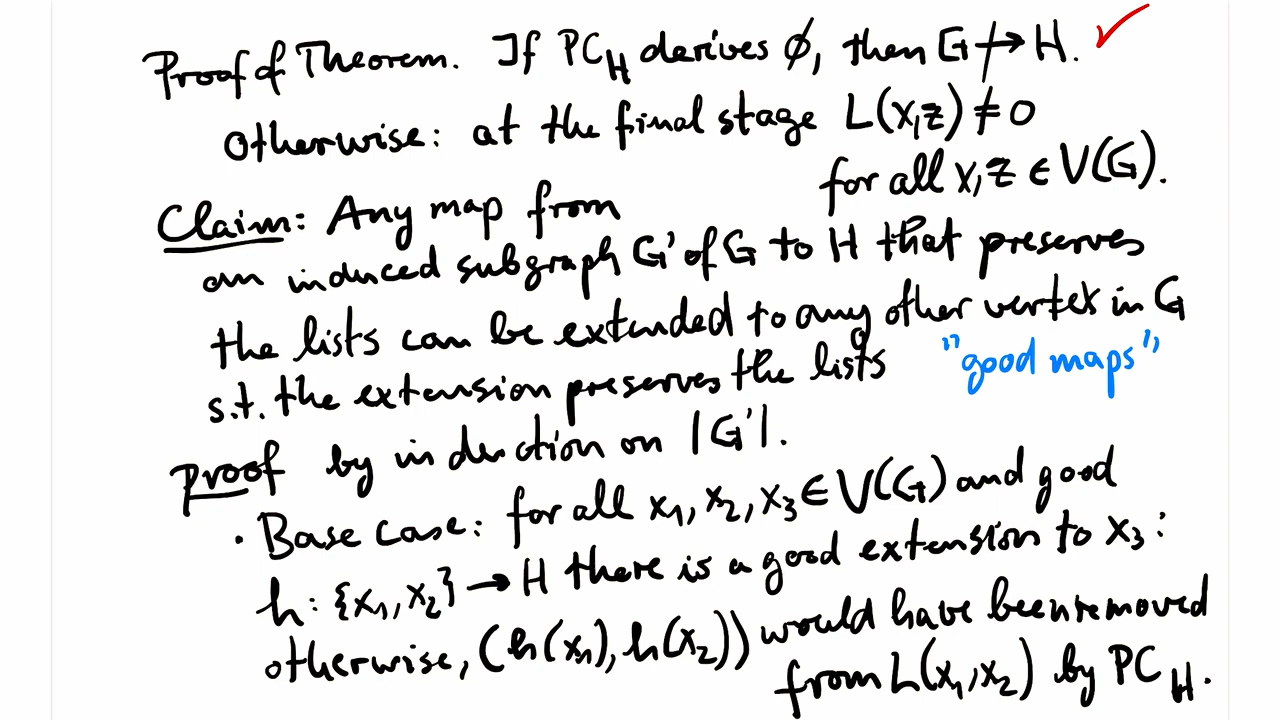 Proof of Theorem. If PC_H derives ∅, then G ↛ H. ✓
otherwise: at the final stage L(x,z) ≠ 0
for all x,z ∈ V(G).
Claim: Any map from
an induced subgraph G' of G to H that preserves
the lists can be extended to any other vertex in G
s.t. the extension preserves the lists "good maps"
Proof by induction on |G'|.
• Base case: for all x₁, x₂, x₃ ∈ V(G) and good
h: {x₁, x₂} → H there is a good extension to x₃:
otherwise, (h(x₁), h(x₂)) would have been removed
from L(x₁,x₂) by PC_H.